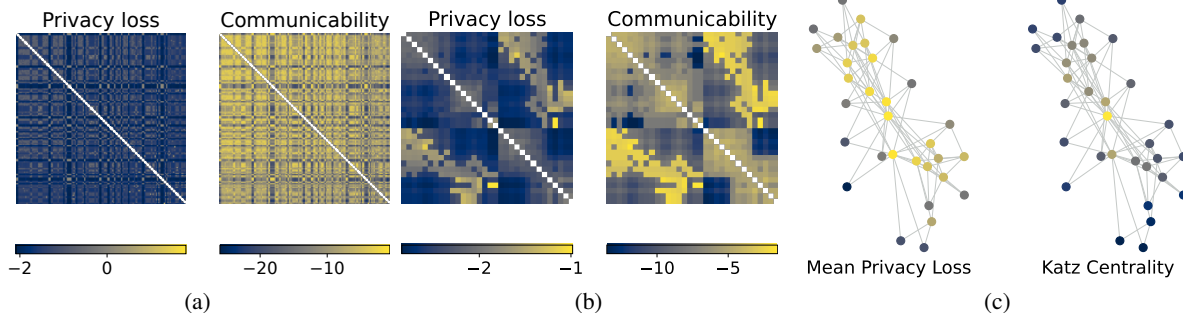 Privacy loss
Communicability
Privacy loss
Communicability
−2 0
−20 −10
−2 −1
−10 −5
Mean Privacy Loss
Katz Centrality
(a)
(b)
(c)